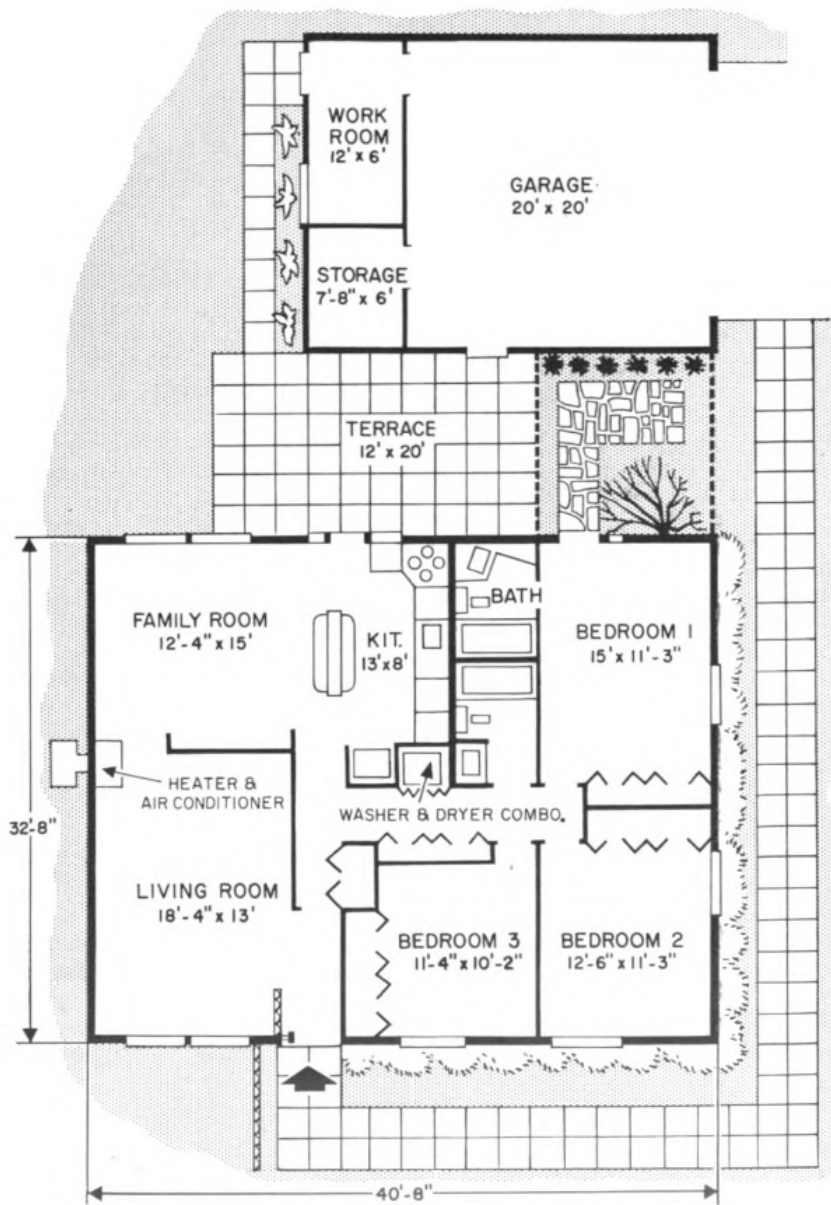 WORK
ROOM
12' x 6'
GARAGE
20' x 20'
STORAGE
7'-8" x 6'
TERRACE
12' x 20'
BATH
FAMILY ROOM
12'-4" x 15'
KIT.
13' x 8'
BEDROOM 1
15' x 11'-3"
HEATER &
AIR CONDITIONER
WASHER & DRYER COMBO.
32'-8"
LIVING ROOM
18'-4" x 13'
BEDROOM 3
11'-4" x 10'-2"
BEDROOM 2
12'-6" x 11'-3"
40'-8"